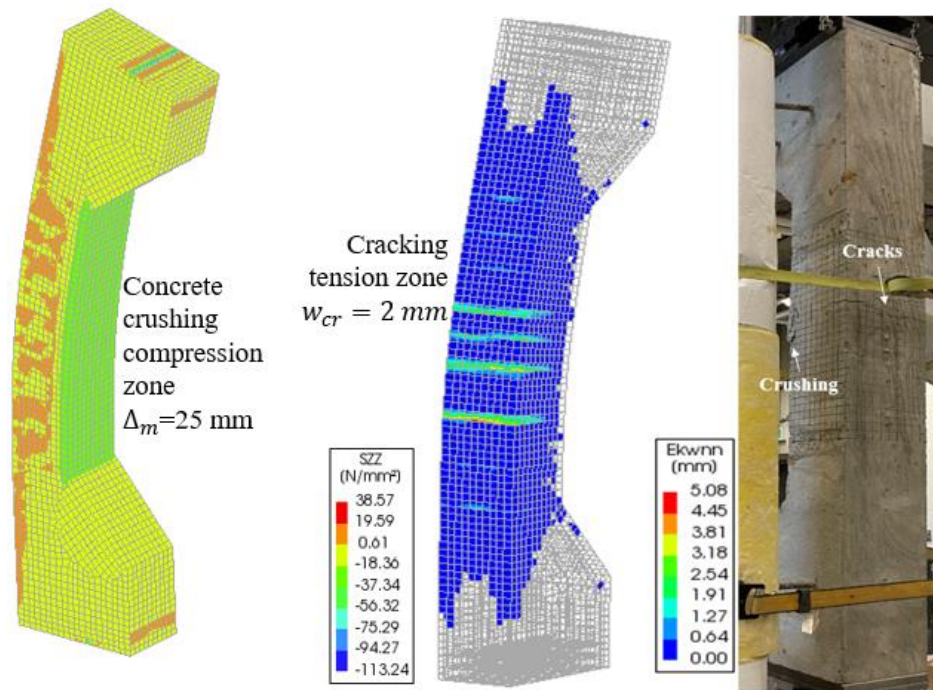 Concrete
crushing
compression
zone
Δₘ=25 mm
Cracking
tension zone
w_cr = 2 mm
SZZ
(N/mm²)
38.57
19.59
0.61
-18.36
-37.34
-56.32
-75.29
-94.27
-113.24
Ekwnn
(mm)
5.08
4.45
3.81
3.18
2.54
1.91
1.27
0.64
0.00
Cracks
Crushing